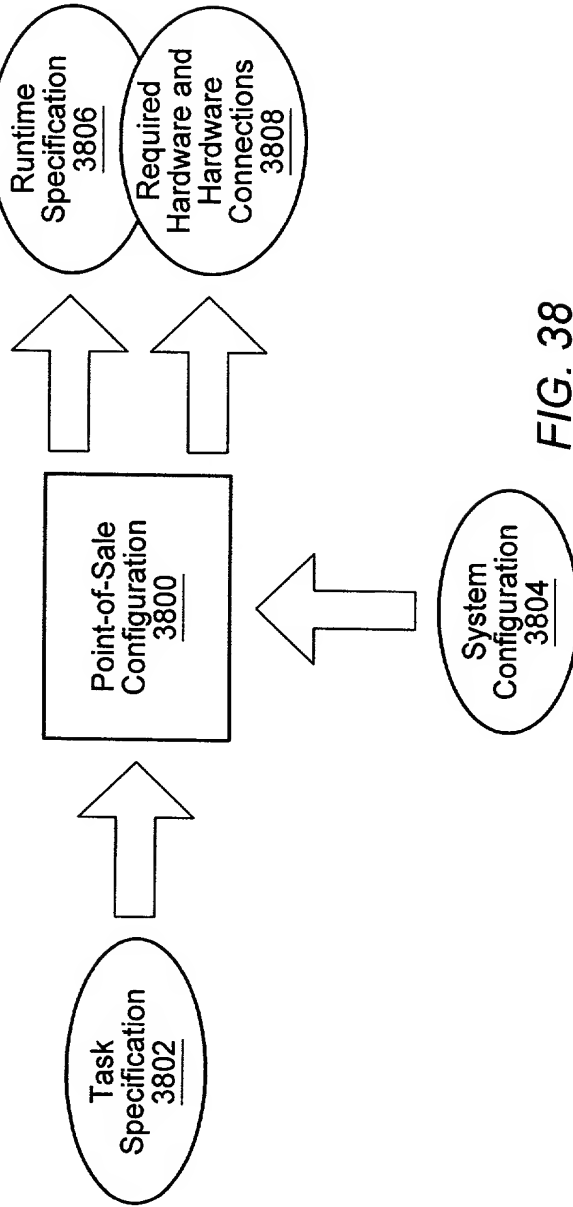 Task
Specification
3802
Point-of-Sale
Configuration
3800
System
Configuration
3804
Runtime
Specification
3806
Required
Hardware and
Hardware
Connections
3808
FIG. 38